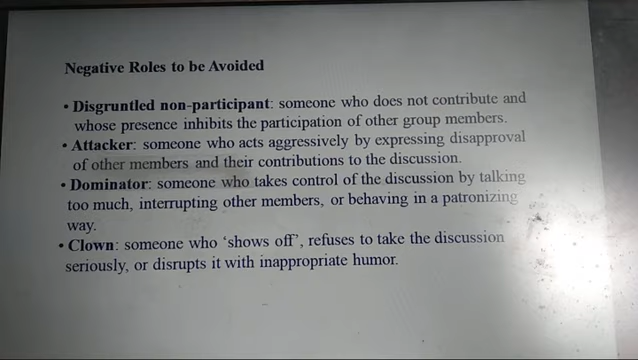 Negative Roles to be Avoided
• Disgruntled non-participant: someone who does not contribute and
whose presence inhibits the participation of other group members.
• Attacker: someone who acts aggressively by expressing disapproval
of other members and their contributions to the discussion.
• Dominator: someone who takes control of the discussion by talking
too much, interrupting other members, or behaving in a patronizing
way.
• Clown: someone who ‘shows off’, refuses to take the discussion
seriously, or disrupts it with inappropriate humor.